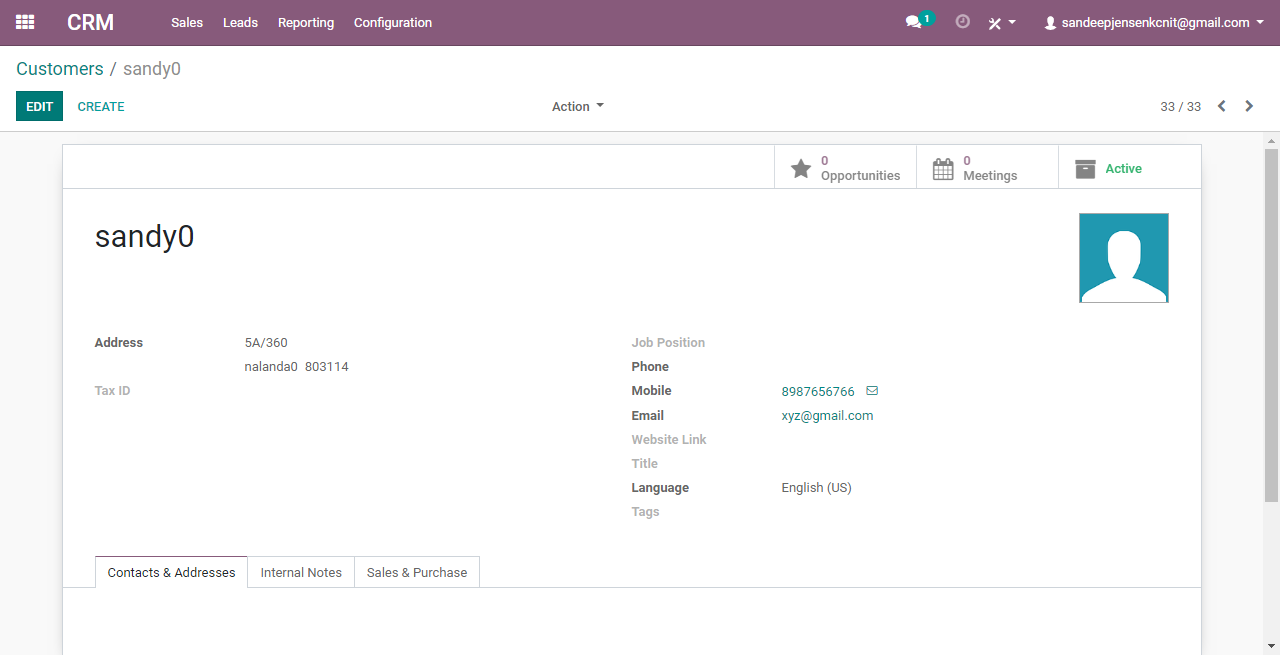 CRM Sales Leads Reporting Configuration 1 sandeepjensenkcnit@gmail.com
Customers / sandy0
EDIT CREATE Action 33 / 33
0 Opportunities
0 Meetings
Active
sandy0
Address 5A/360
nalanda0 803114
Tax ID
Job Position
Phone
Mobile 8987656766
Email xyz@gmail.com
Website Link
Title
Language English (US)
Tags
Contacts & Addresses Internal Notes Sales & Purchase